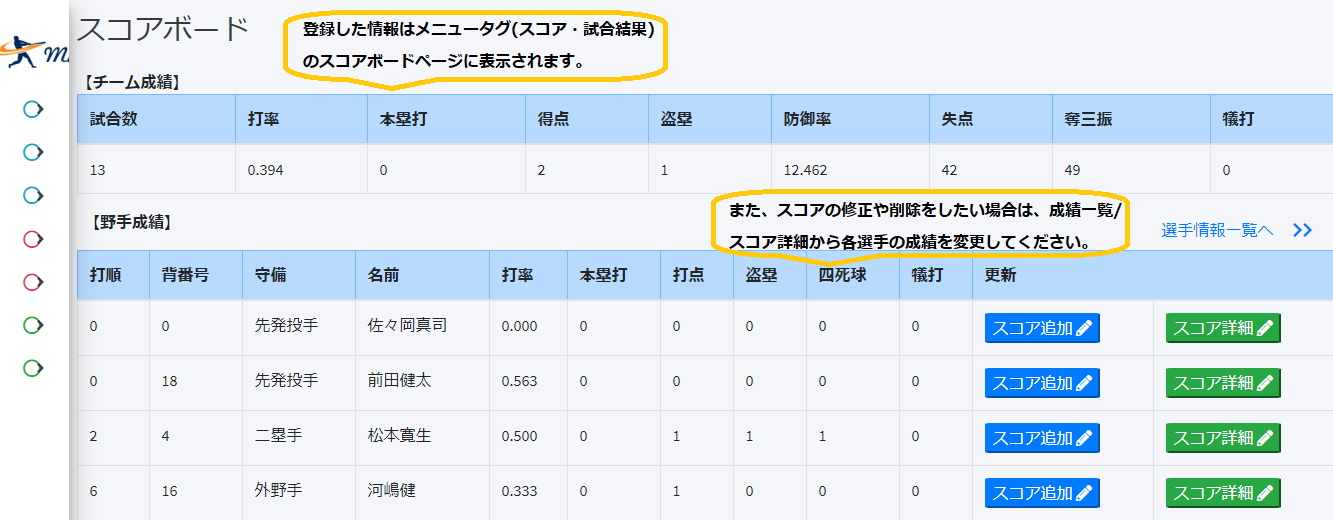 スコアボード
登録した情報はメニュータグ(スコア・試合結果)
のスコアボードページに表示されます。
【チーム成績】
試合数 打率 本塁打 得点 盗塁 防御率 失点 奪三振 犠打
13 0.394 0 2 1 12.462 42 49 0
また、スコアの修正や削除をしたい場合は、成績一覧/
スコア詳細から各選手の成績を変更してください。
【野手成績】
選手情報一覧へ
打順 背番号 守備 名前 打率 本塁打 打点 盗塁 四死球 犠打 更新
0 0 先発投手 佐々岡真司 0.000 0 0 0 0 0 スコア追加 スコア詳細
0 18 先発投手 前田健太 0.563 0 0 0 0 0 スコア追加 スコア詳細
2 4 二塁手 松本寛生 0.500 0 1 1 1 0 スコア追加 スコア詳細
6 16 外野手 河嶋健 0.333 0 1 0 0 0 スコア追加 スコア詳細